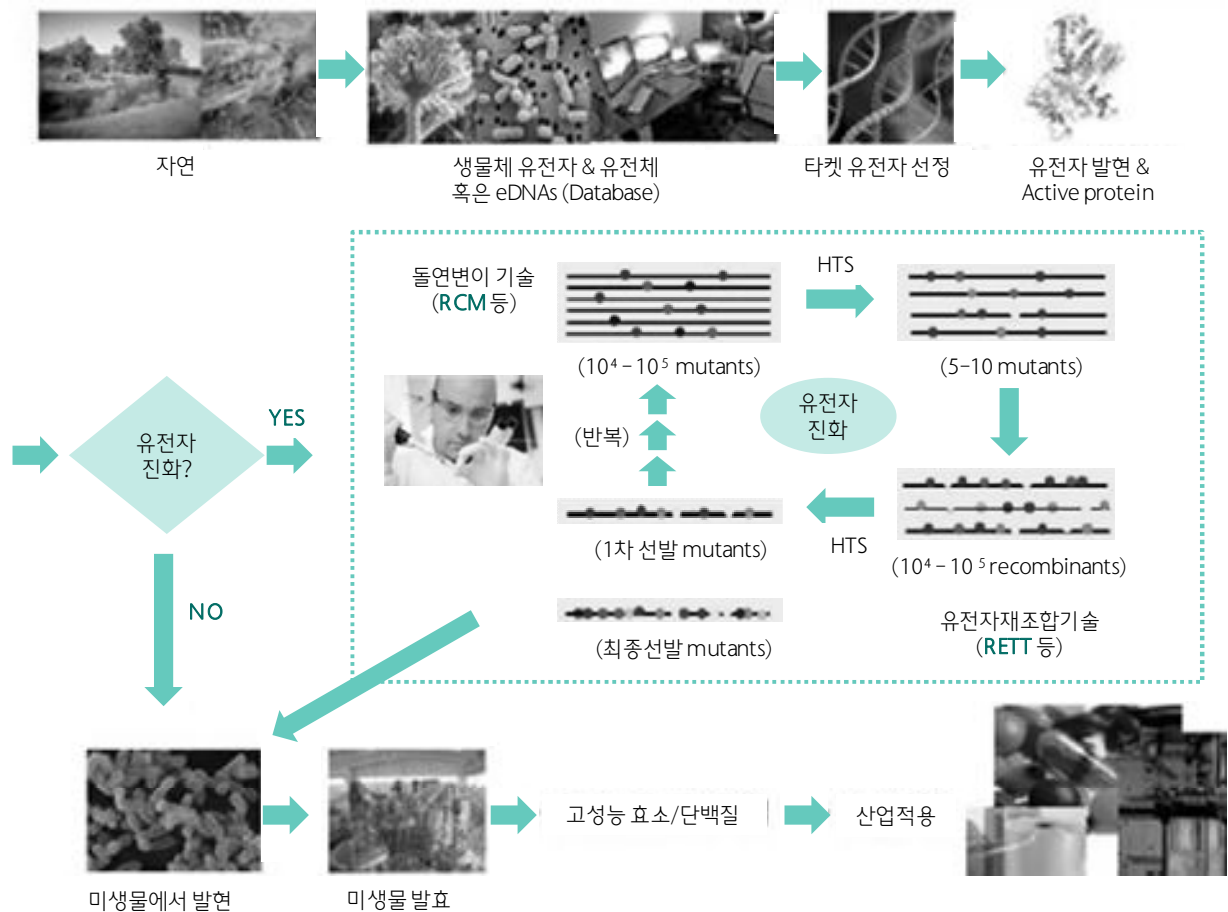 자연
생물체 유전자 & 유전체
혹은 eDNAs (Database)
타켓 유전자 선정
유전자 발현 &
Active protein
돌연변이 기술
(RCM 등)
HTS
(10⁴ – 10⁵ mutants)
(5-10 mutants)
유전자
진화?
YES
(반복)
유전자
진화
(1차 선발 mutants)
HTS
(10⁴ – 10⁵ recombinants)
NO
(최종선발 mutants)
유전자재조합기술
(RETT 등)
고성능 효소/단백질
산업적용
미생물에서 발현
미생물 발효